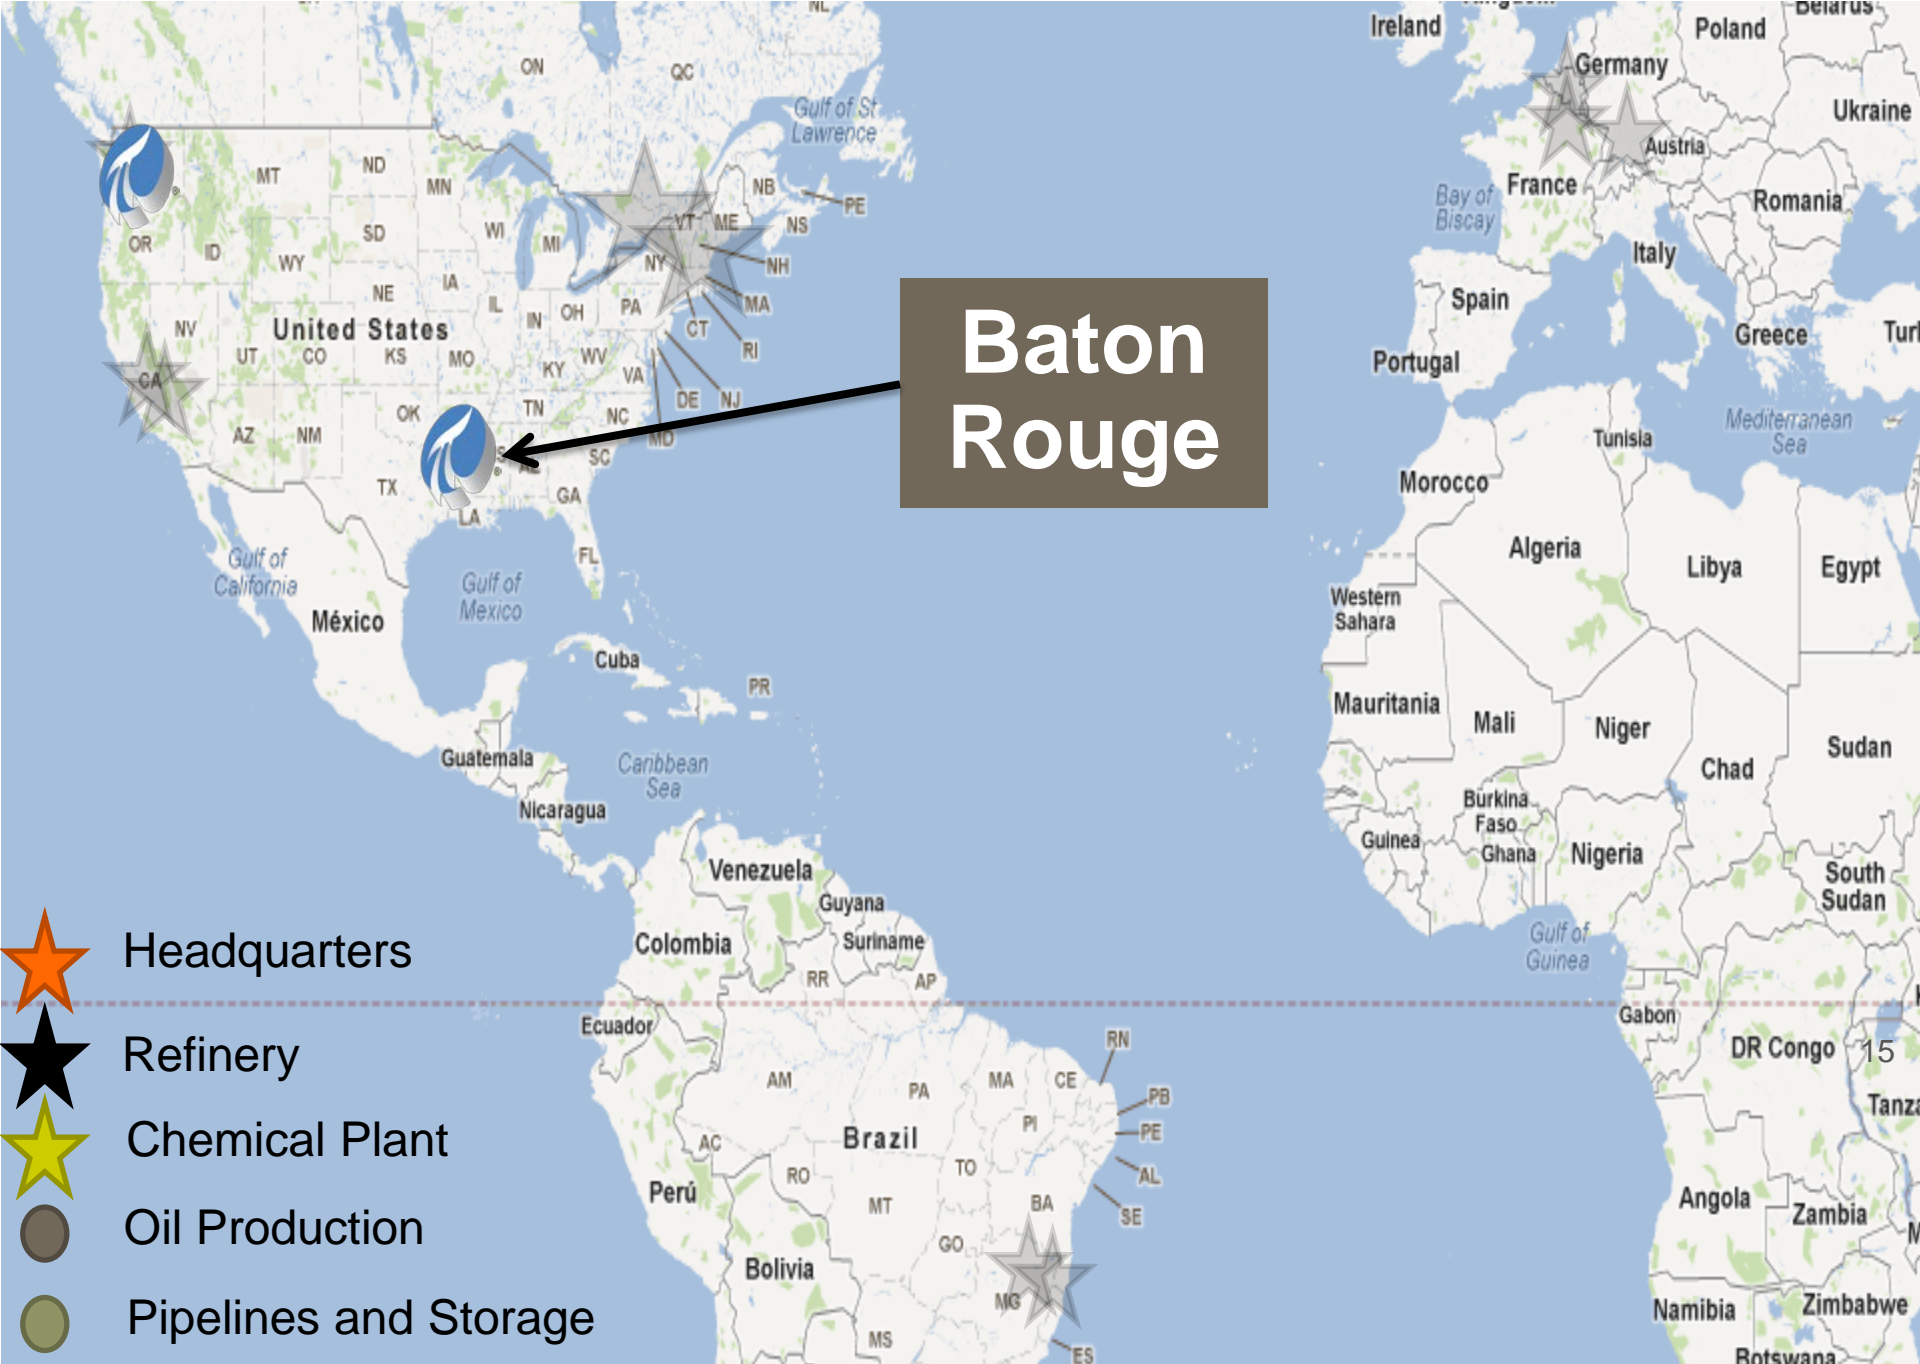 NL
Kingdom
Belarus
Ireland
Poland
ON
QC
Germany
Gulf of St
Lawrence
Ukraine
MT
ND
MN
NB
PE
Austria
France
Bay of
Biscay
Romania
OR
ID
SD
WI
MI
VT
ME
NS
WY
NY
NH
Italy
NE
IA
IL
IN
OH
PA
MA
Spain
NV
United States
CT
RI
Greece
UT
CO
KS
MO
KY
WV
VA
Portugal
CA
DE
NJ
OK
TN
NC
MD
AZ
NM
SC
Tunisia
Mediterranean
Sea
Baton
Rouge
TX
GA
LA
Morocco
FL
Gulf of
California
Gulf of
Mexico
Algeria
Libya
Egypt
México
Western
Sahara
Cuba
PR
Mauritania
Mali
Niger
Sudan
Guatemala
Caribbean
Sea
Chad
Nicaragua
Burkina
Faso
Guinea
Ghana
Nigeria
Venezuela
South
Sudan
Guyana
Colombia
Suriname
Gulf of
Guinea
RR
AP
Headquarters
Ecuador
Gabon
RN
DR Congo
15
Refinery
AM
PA
MA
CE
PB
PI
PE
Chemical Plant
AC
Brazil
TO
RO
AL
Perú
MT
BA
SE
Angola
Zambia
Oil Production
GO
Bolivia
MG
Namibia
Zimbabwe
Pipelines and Storage
MS
ES
Botswana